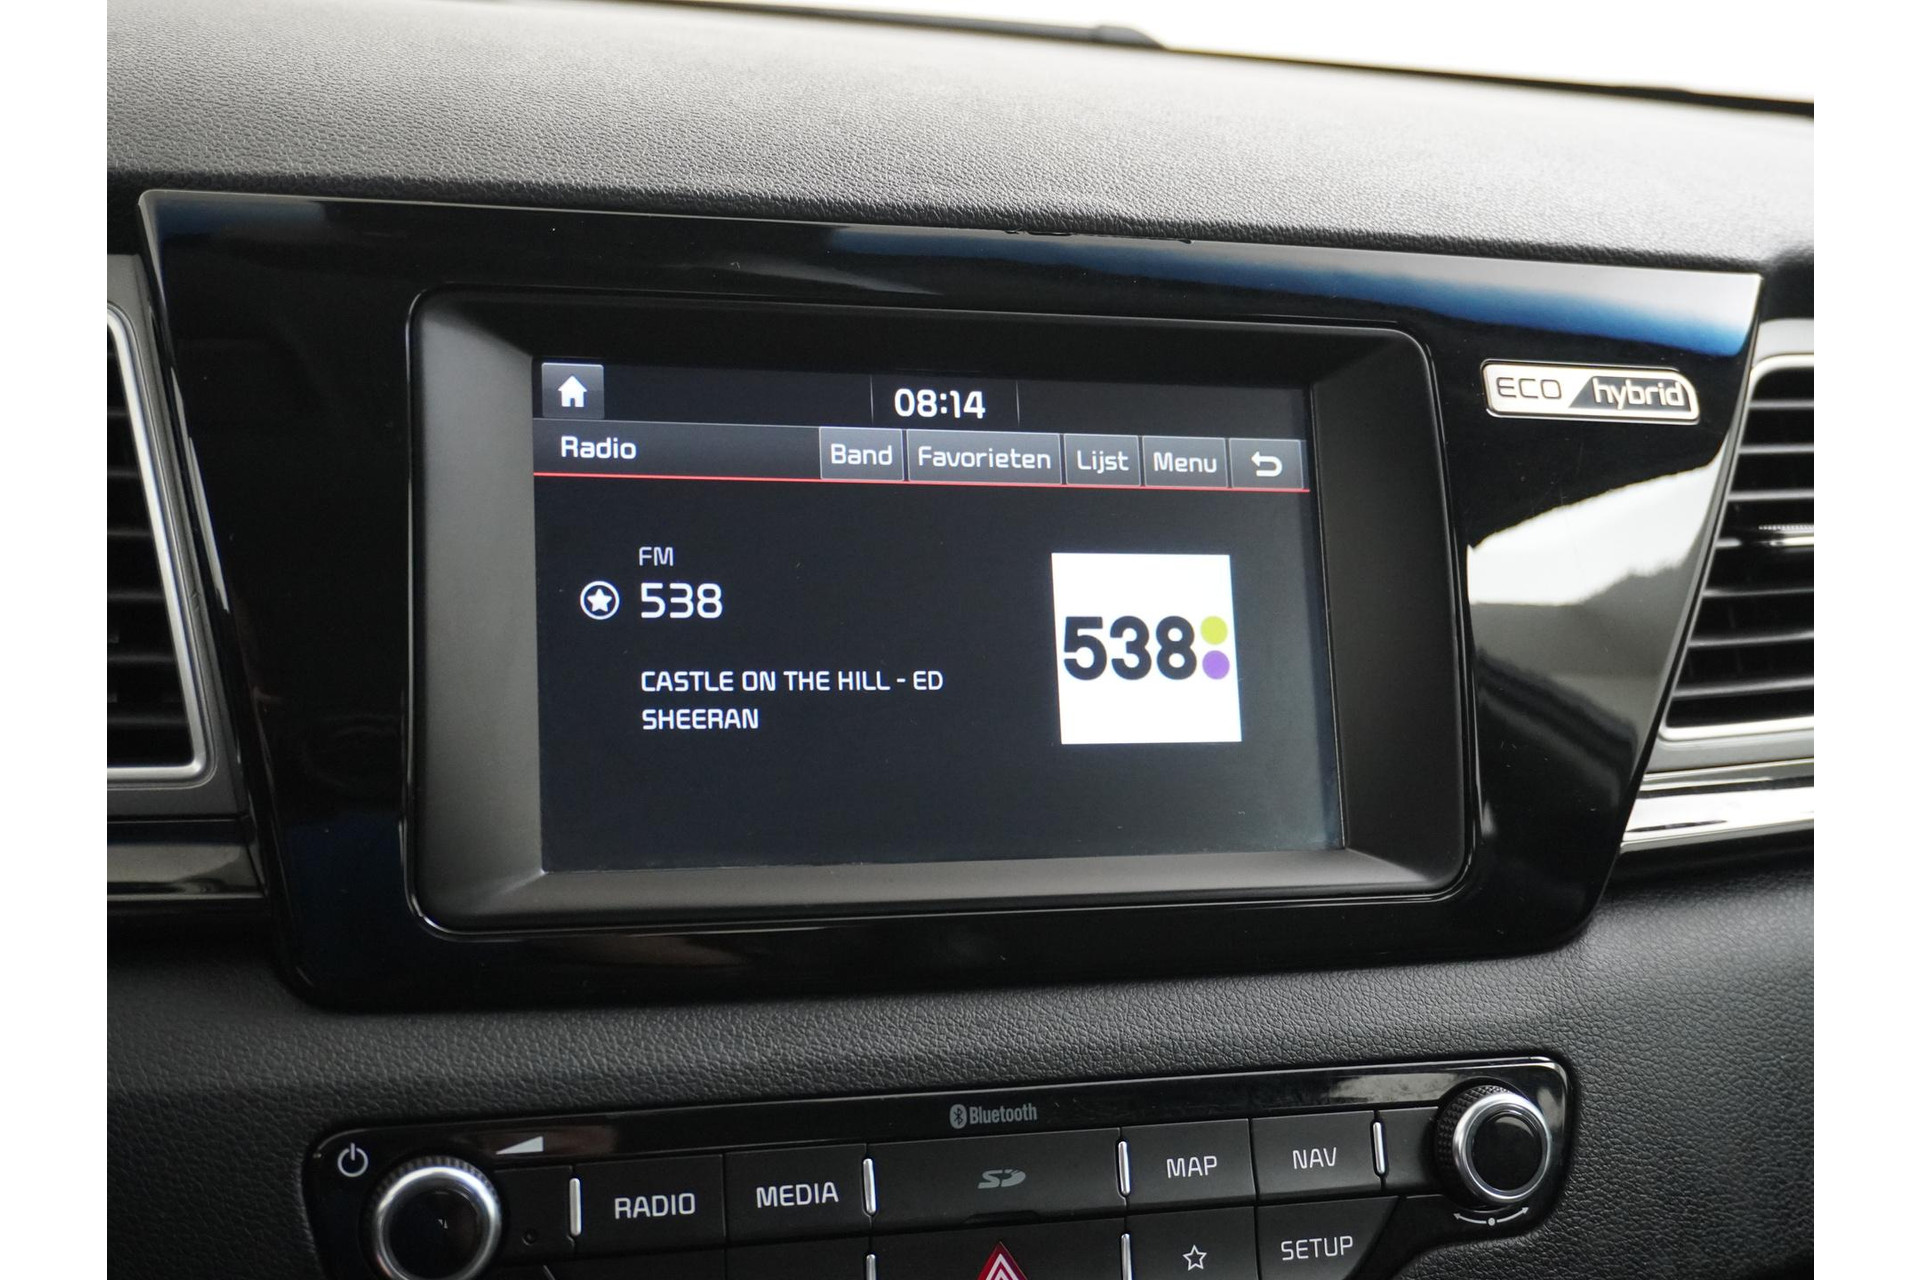 08:14
Radio Band Favorieten Lijst Menu
FM
538
CASTLE ON THE HILL - ED
SHEERAN
538
ECO hybrid
Bluetooth
RADIO MEDIA SD MAP NAV
SETUP